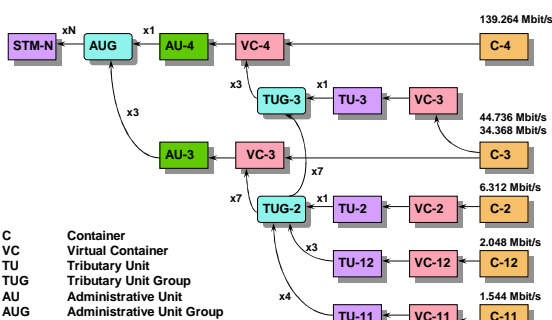 139.264 Mbit/s
xN
x1
STM-N
AUG
AU-4
VC-4
C-4
x3
x1
TUG-3
TU-3
VC-3
x3
44.736 Mbit/s
34.368 Mbit/s
AU-3
VC-3
C-3
x7
x7
6.312 Mbit/s
x1
TUG-2
TU-2
VC-2
C-2
C Container
VC Virtual Container
TU Tributary Unit
TUG Tributary Unit Group
AU Administrative Unit
AUG Administrative Unit Group
x3
2.048 Mbit/s
TU-12
VC-12
C-12
x4
1.544 Mbit/s
TU-11
VC-11
C-11